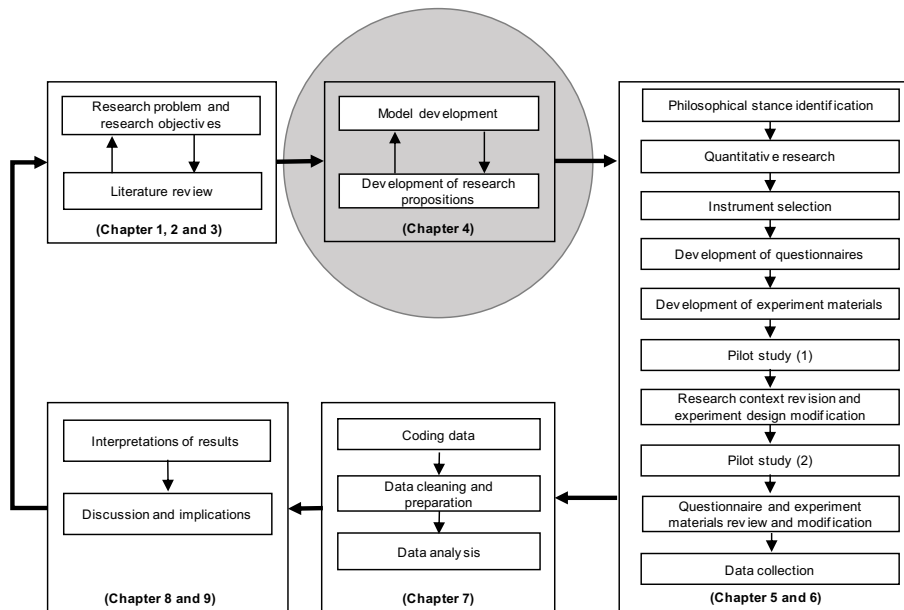 Research problem and
research objectives
Literature review
(Chapter 1, 2 and 3)
Model development
Development of research
propositions
(Chapter 4)
Philosophical stance identification
Quantitative research
Instrument selection
Development of questionnaires
Development of experiment materials
Pilot study (1)
Research context revision and
experiment design modification
Pilot study (2)
Questionnaire and experiment
materials review and modification
Data collection
(Chapter 5 and 6)
Coding data
Data cleaning and
preparation
Data analysis
(Chapter 7)
Interpretations of results
Discussion and implications
(Chapter 8 and 9)